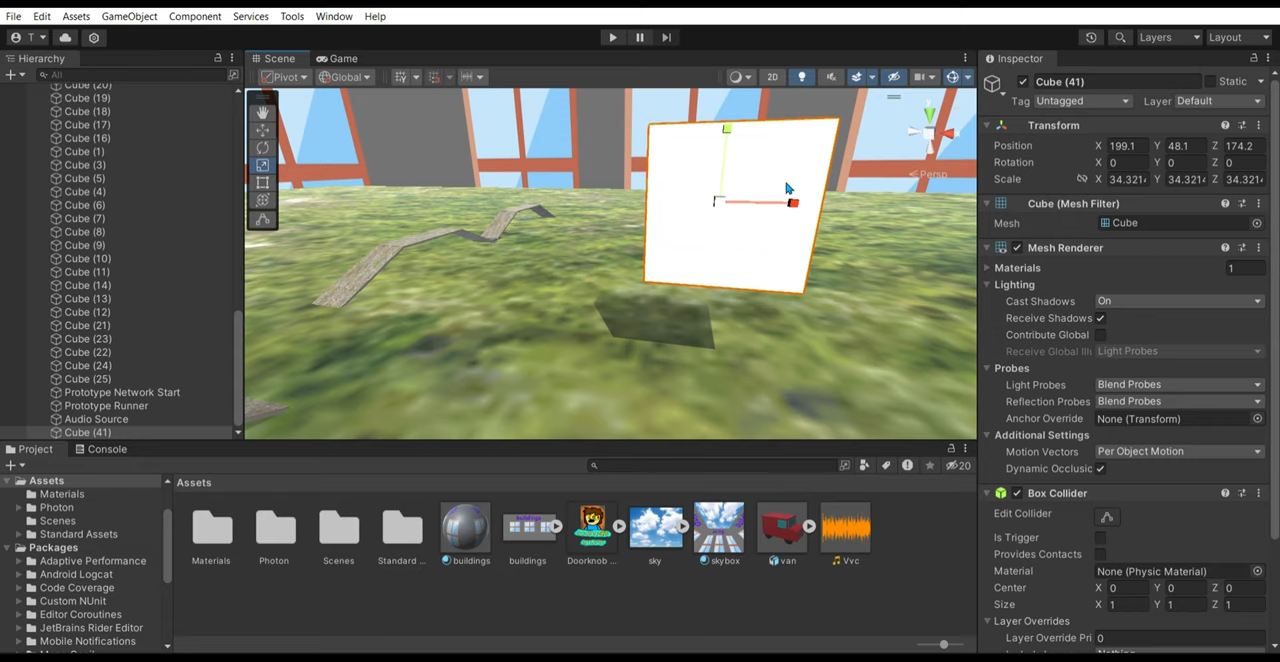 File Edit Assets GameObject Component Services Tools Window Help
T Layers Layout
Hierarchy Scene Game Inspector
All Pivot Global 2D Cube (41) Static
Cube (20) Tag Untagged Layer Default
Cube (19)
Cube (18) Transform
Cube (17) Position X 199.1 Y 48.1 Z 174.2
Cube (16) Rotation X 0 Y 0 Z 0
Cube (1) Scale X 34.321 Y 34.321 Z 34.321
Cube (3) y Persp
Cube (5) Cube (Mesh Filter)
Cube (4) Mesh Cube
Cube (6)
Cube (7) Mesh Renderer
Cube (8) Materials 1
Cube (9) Lighting
Cube (10) Cast Shadows On
Cube (11) Receive Shadows
Cube (14) Contribute Global
Cube (13) Receive Global Illu Light Probes
Cube (12) Probes
Cube (21) Light Probes Blend Probes
Cube (23) Reflection Probes Blend Probes
Cube (22) Anchor Override None (Transform)
Cube (24) Additional Settings
Cube (25) Motion Vectors Per Object Motion
Prototype Network Start Dynamic Occlusic
Prototype Runner
Audio Source
Cube (41)
Project Console Box Collider
20 Edit Collider
Assets Assets Is Trigger
Materials Provides Contacts
Photon Material None (Physic Material)
Scenes Center X 0 Y 0 Z 0
Standard Assets Size X 1 Y 1 Z 1
Packages Layer Overrides
Adaptive Performance Layer Override Pri 0
Android Logcat
Code Coverage
Custom NUnit
Editor Coroutines
JetBrains Rider Editor
Mobile Notifications
Materials Photon Scenes Standard ... buildings buildings Doorknob ... sky skybox van Vvc